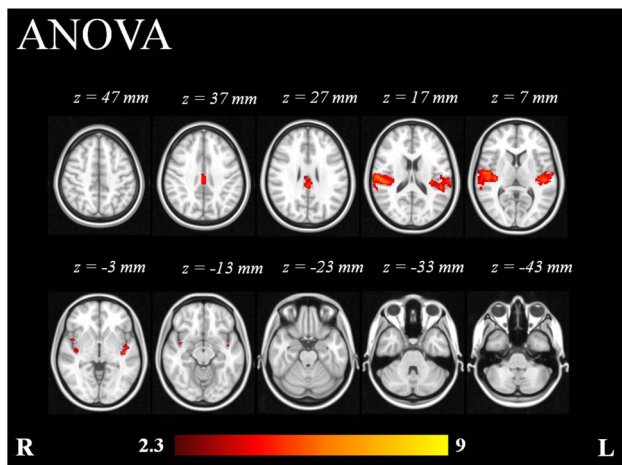 ANOVA
z = 47 mm z = 37 mm z = 27 mm z = 17 mm z = 7 mm
z = -3 mm z = -13 mm z = -23 mm z = -33 mm z = -43 mm
R 2.3 9 L